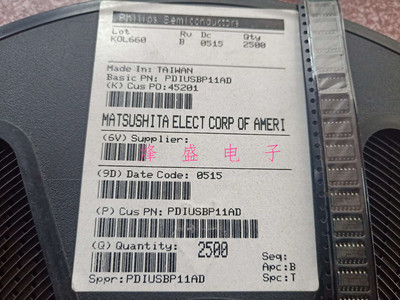 Philips Semiconductors
Lot Rv Dc Qty
KOL660 B 0515 2500
Made In: TAIWAN
Basic PN: PDIUSBP11AD
(K) Cus PO:45201
MATSUSHITA ELECT CORP OF AMERI
(6V) Supplier:
锋盛电子
(9D) Date Code: 0515
(P) Cus PN: PDIUSBP11AD
(Q) Quantity: 2500
Seq:
Apc:B
Sppr:PDIUSBP11AD Spc:T